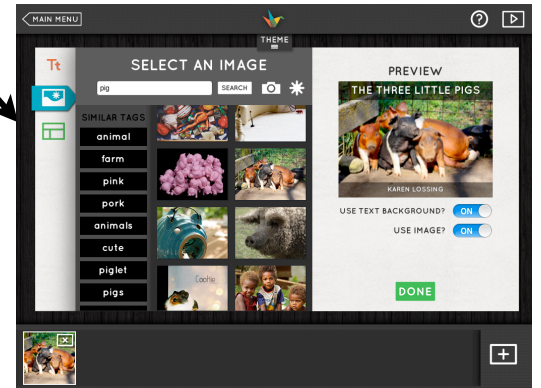 MAIN MENU
?
THEME
Tt
SELECT AN IMAGE
pig
SEARCH
SIMILAR TAGS
animal
farm
pink
pork
animals
cute
piglet
pigs
Cootie
PREVIEW
THE THREE LITTLE PIGS
KAREN LOSSING
USE TEXT BACKGROUND? ON
USE IMAGE? ON
DONE